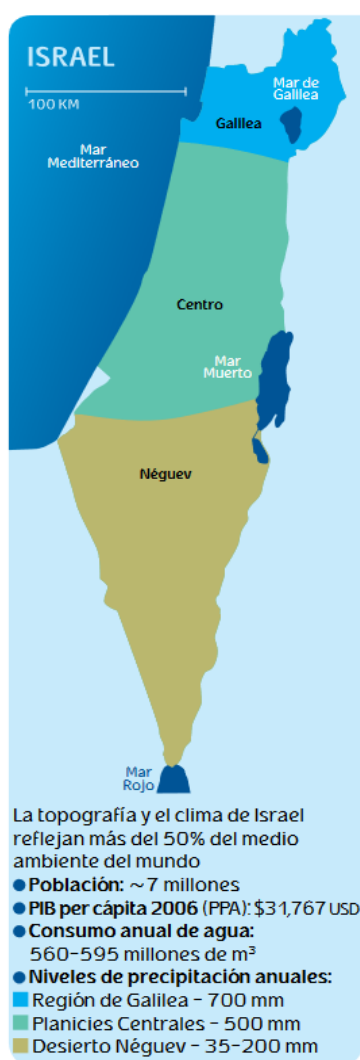 ISRAEL
100 KM
Mar de
Galilea
Galilea
Mar
Mediterráneo
Centro
Mar
Muerto
Néguev
Mar
Rojo
La topografía y el clima de Israel
reflejan más del 50% del medio
ambiente del mundo
● Población: ~7 millones
● PIB per cápita 2006 (PPA): $31,767 USD
● Consumo anual de agua:
560–595 millones de m³
● Niveles de precipitación anuales:
Región de Galilea – 700 mm
Planicies Centrales – 500 mm
Desierto Néguev – 35–200 mm